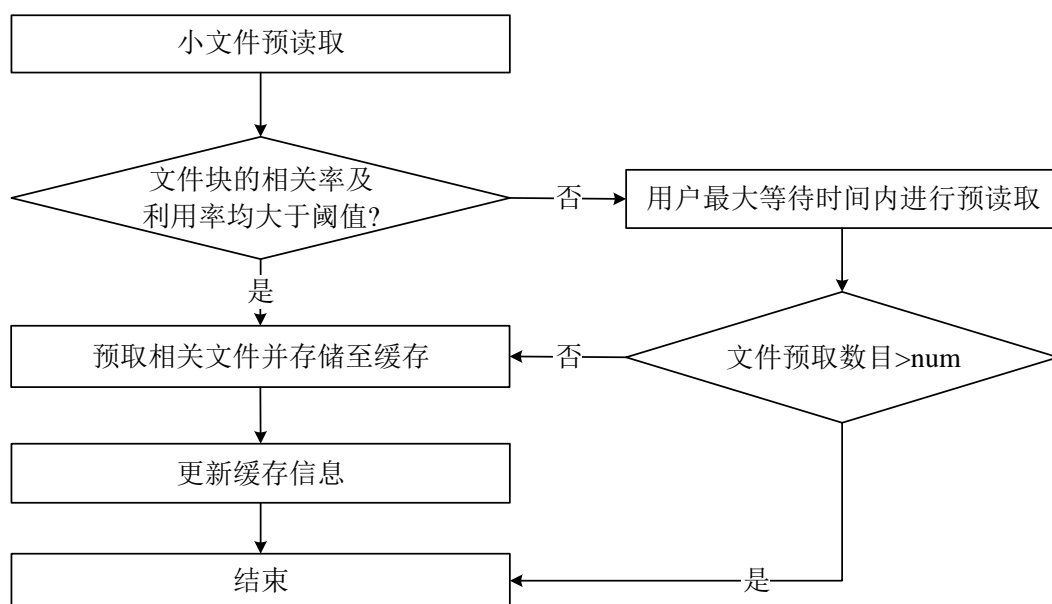 小文件预读取
文件块的相关率及
利用率均大于阈值?
否
用户最大等待时间内进行预读取
是
预取相关文件并存储至缓存
否
文件预取数目>num
更新缓存信息
结束
是